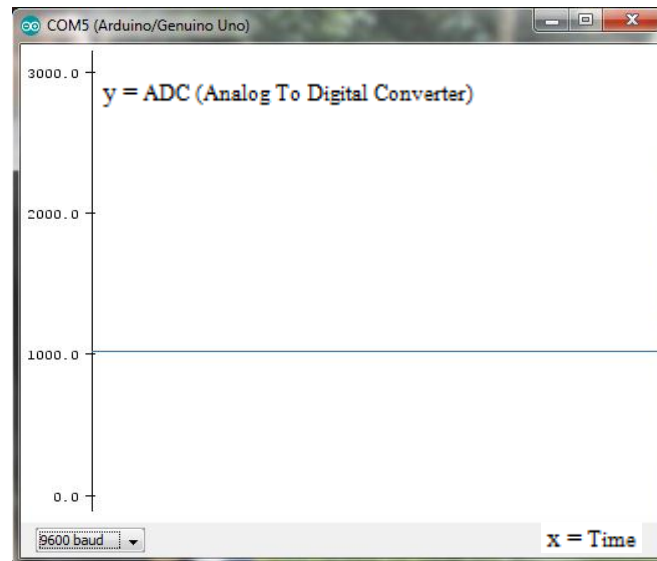 COM5 (Arduino/Genuino Uno)
3000.0
y = ADC (Analog To Digital Converter)
2000.0
1000.0
0.0
9600 baud
x = Time